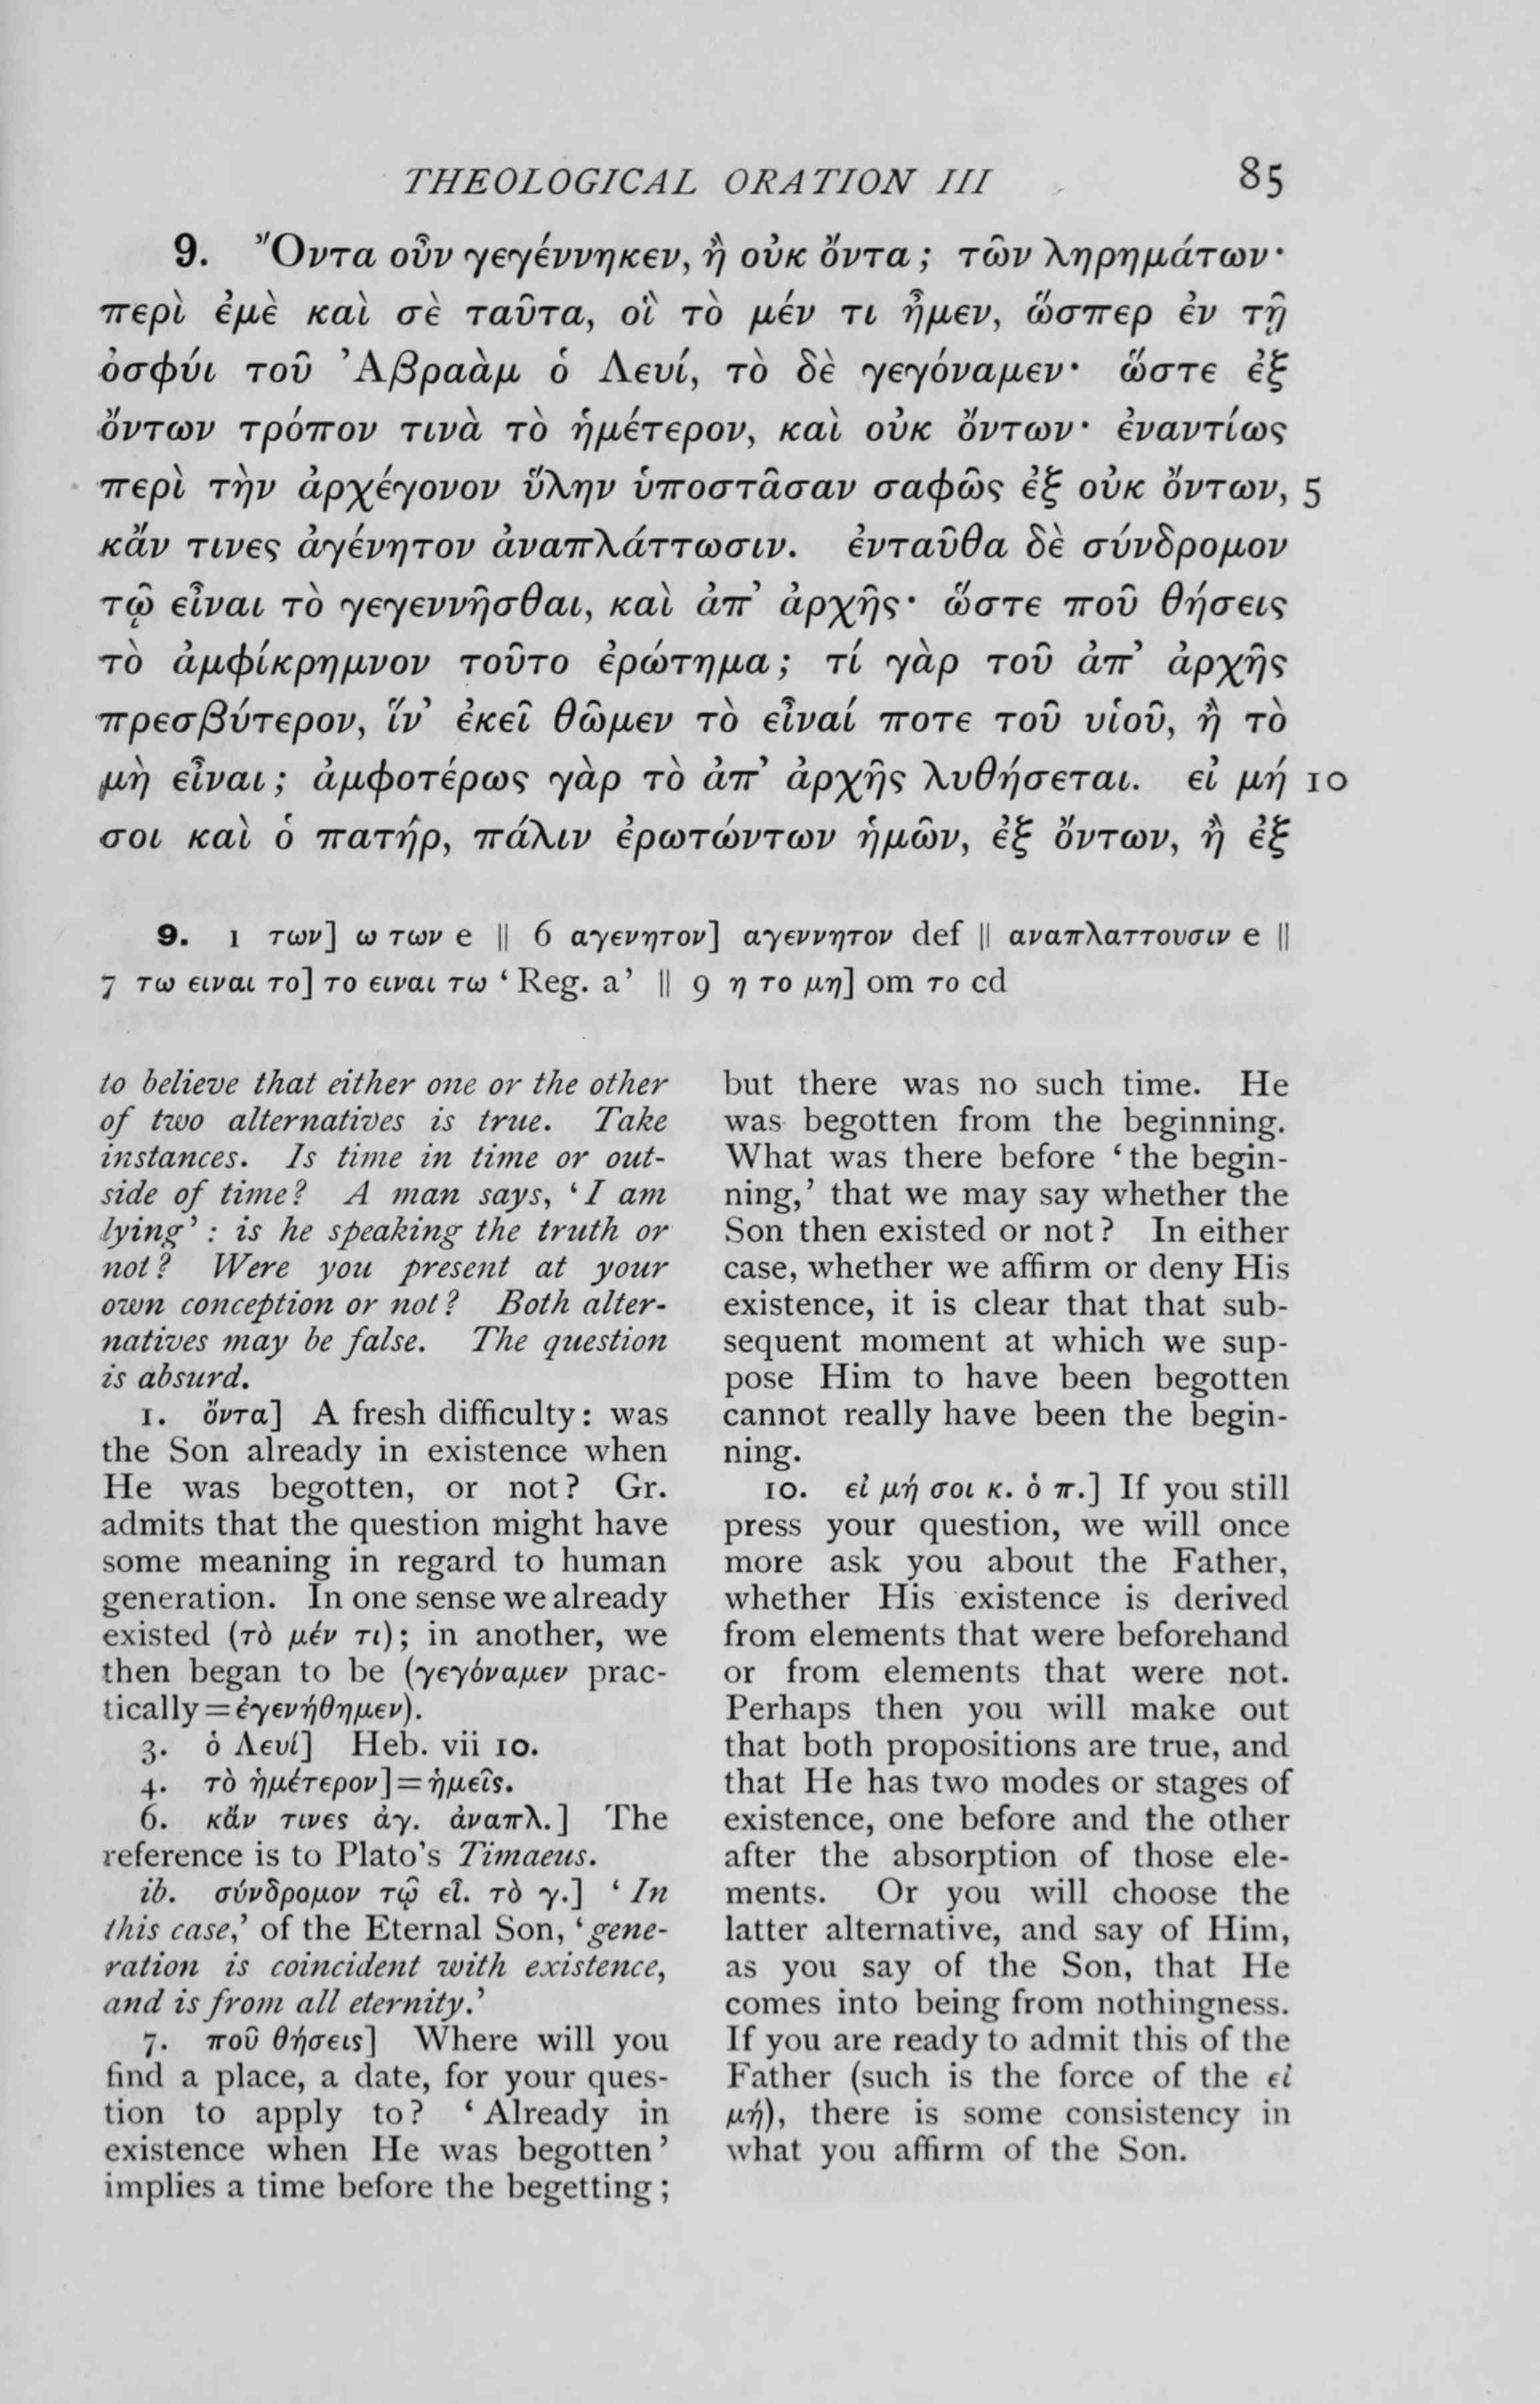 THEOLOGICAL ORATION III 85
9. Ὄντα οὖν γεγέννηκεν, ἢ οὐκ ὄντα; τῶν ληρημάτων·
περὶ ἐμὲ καὶ σὲ ταῦτα, οἳ τὸ μέν τι ἦμεν, ὥσπερ ἐν τῇ
ὀσφύι τοῦ Ἀβραὰμ ὁ Λευί, τὸ δὲ γεγόναμεν· ὥστε ἐξ
ὄντων τρόπον τινὰ τὸ ἡμέτερον, καὶ οὐκ ὄντων· ἐναντίως
περὶ τὴν ἀρχέγονον ὕλην ὑποστᾶσαν σαφῶς ἐξ οὐκ ὄντων, 5
κἄν τινες ἀγένητον ἀναπλάττωσιν. ἐνταῦθα δὲ σύνδρομον
τῷ εἶναι τὸ γεγεννῆσθαι, καὶ ἀπ’ ἀρχῆς· ὥστε ποῦ θήσεις
τὸ ἀμφίκρημνον τοῦτο ἐρώτημα; τί γὰρ τοῦ ἀπ’ ἀρχῆς
πρεσβύτερον, ἵν’ ἐκεῖ θῶμεν τὸ εἶναί ποτε τοῦ υἱοῦ, ἢ τὸ
μὴ εἶναι; ἀμφοτέρως γὰρ τὸ ἀπ’ ἀρχῆς λυθήσεται. εἰ μή 10
σοι καὶ ὁ πατήρ, πάλιν ἐρωτώντων ἡμῶν, ἐξ ὄντων, ἢ ἐξ
9. 1 των] ω των e || 6 αγενητον] αγεννητον def || αναπλαττουσιν e ||
7 τω ειναι το] το ειναι τω ‘Reg. a’ || 9 η το μη] om το cd
to believe that either one or the other
of two alternatives is true. Take
instances. Is time in time or out-
side of time? A man says, ‘I am
lying’: is he speaking the truth or
not? Were you present at your
own conception or not? Both alter-
natives may be false. The question
is absurd.
1. ὄντα] A fresh difficulty: was
the Son already in existence when
He was begotten, or not? Gr.
admits that the question might have
some meaning in regard to human
generation. In one sense we already
existed (τὸ μέν τι); in another, we
then began to be (γεγόναμεν prac-
tically=ἐγενήθημεν).
3. ὁ Λευί] Heb. vii 10.
4. τὸ ἡμέτερον]=ἡμεῖς.
6. κἄν τινες ἀγ. ἀναπλ.] The
reference is to Plato’s Timaeus.
ib. σύνδρομον τῷ εἶ. τὸ γ.] ‘In
this case,’ of the Eternal Son, ‘gene-
ration is coincident with existence,
and is from all eternity.’
7. ποῦ θήσεις] Where will you
find a place, a date, for your ques-
tion to apply to? ‘Already in
existence when He was begotten’
implies a time before the begetting;
but there was no such time. He
was begotten from the beginning.
What was there before ‘the begin-
ning,’ that we may say whether the
Son then existed or not? In either
case, whether we affirm or deny His
existence, it is clear that that sub-
sequent moment at which we sup-
pose Him to have been begotten
cannot really have been the begin-
ning.
10. εἰ μή σοι κ. ὁ π.] If you still
press your question, we will once
more ask you about the Father,
whether His existence is derived
from elements that were beforehand
or from elements that were not.
Perhaps then you will make out
that both propositions are true, and
that He has two modes or stages of
existence, one before and the other
after the absorption of those ele-
ments. Or you will choose the
latter alternative, and say of Him,
as you say of the Son, that He
comes into being from nothingness.
If you are ready to admit this of the
Father (such is the force of the εἰ
μή), there is some consistency in
what you affirm of the Son.